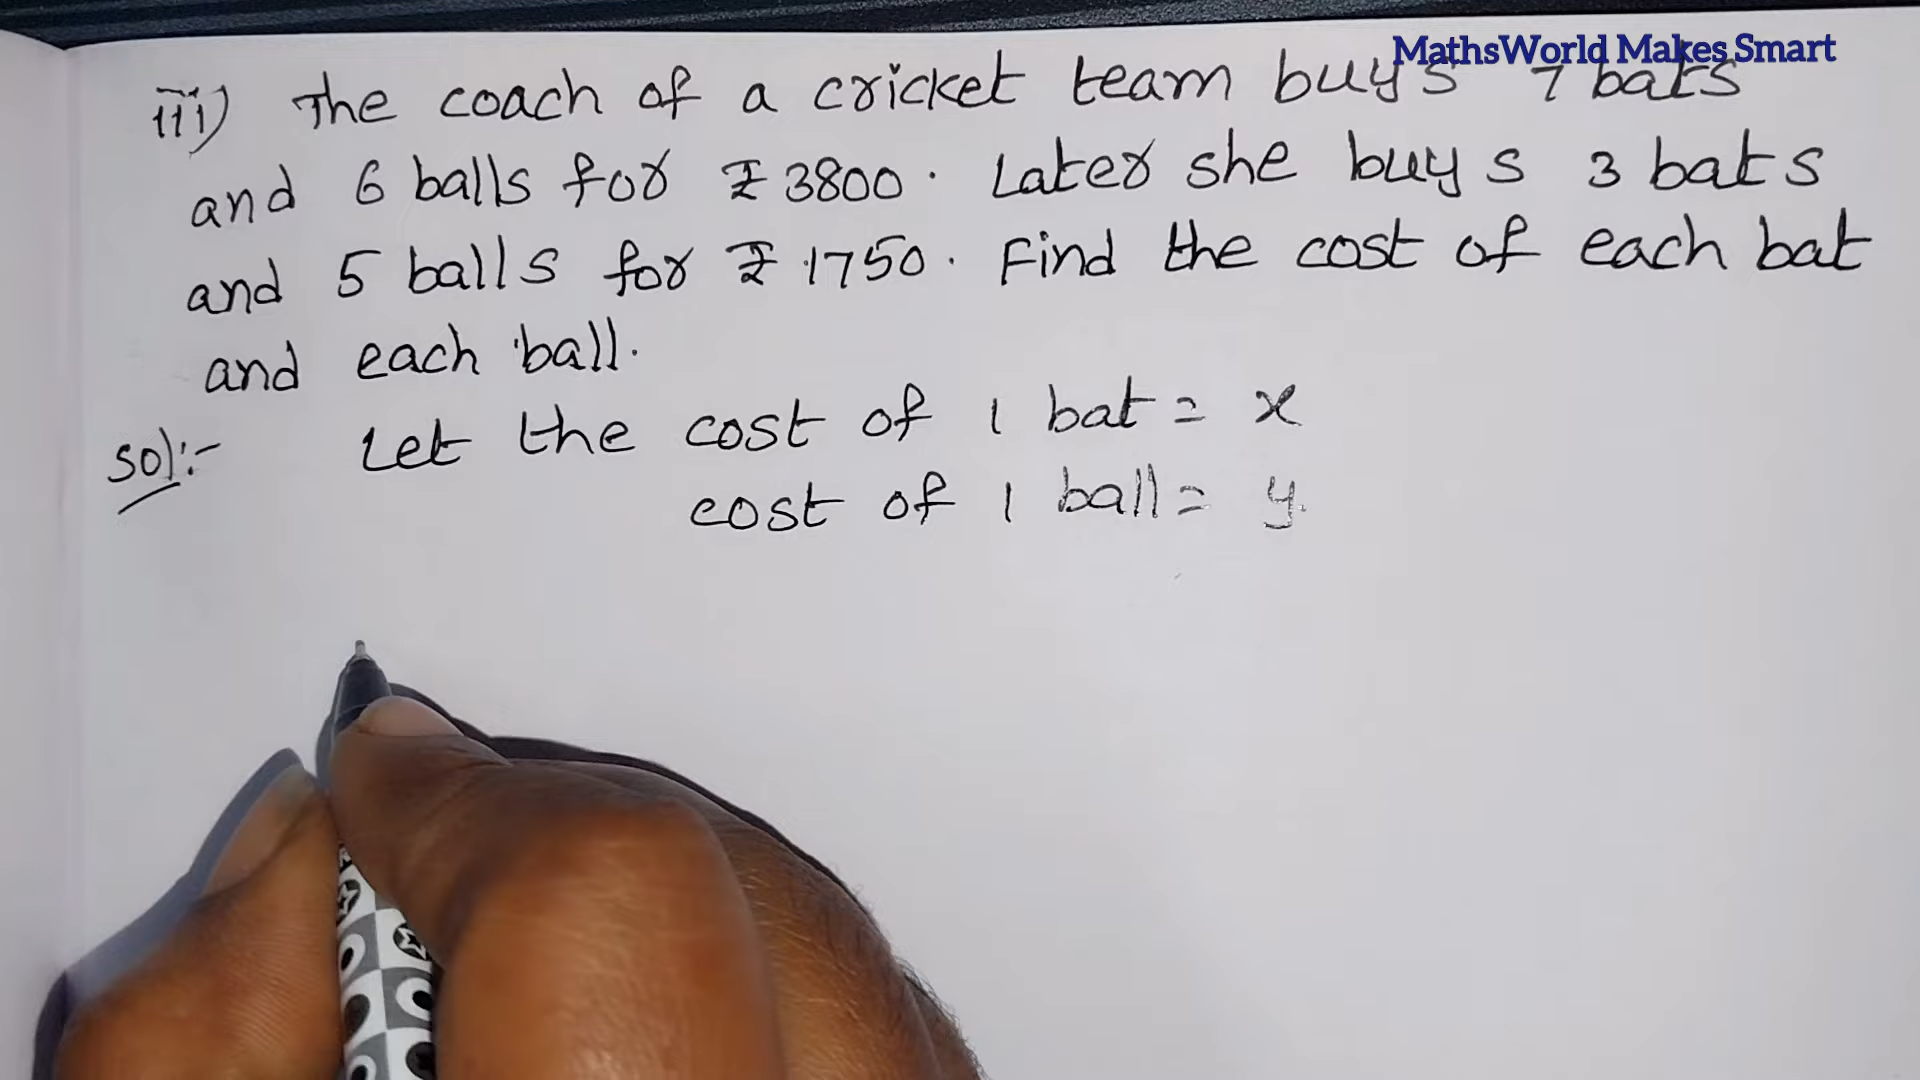 MathsWorld Makes Smart
iii) The coach of a cricket team buys 7 bats
and 6 balls for ₹ 3800. Later she buys 3 bats
and 5 balls for ₹ 1750. Find the cost of each bat
and each ball.
Sol:- Let the cost of 1 bat = x
cost of 1 ball = y.